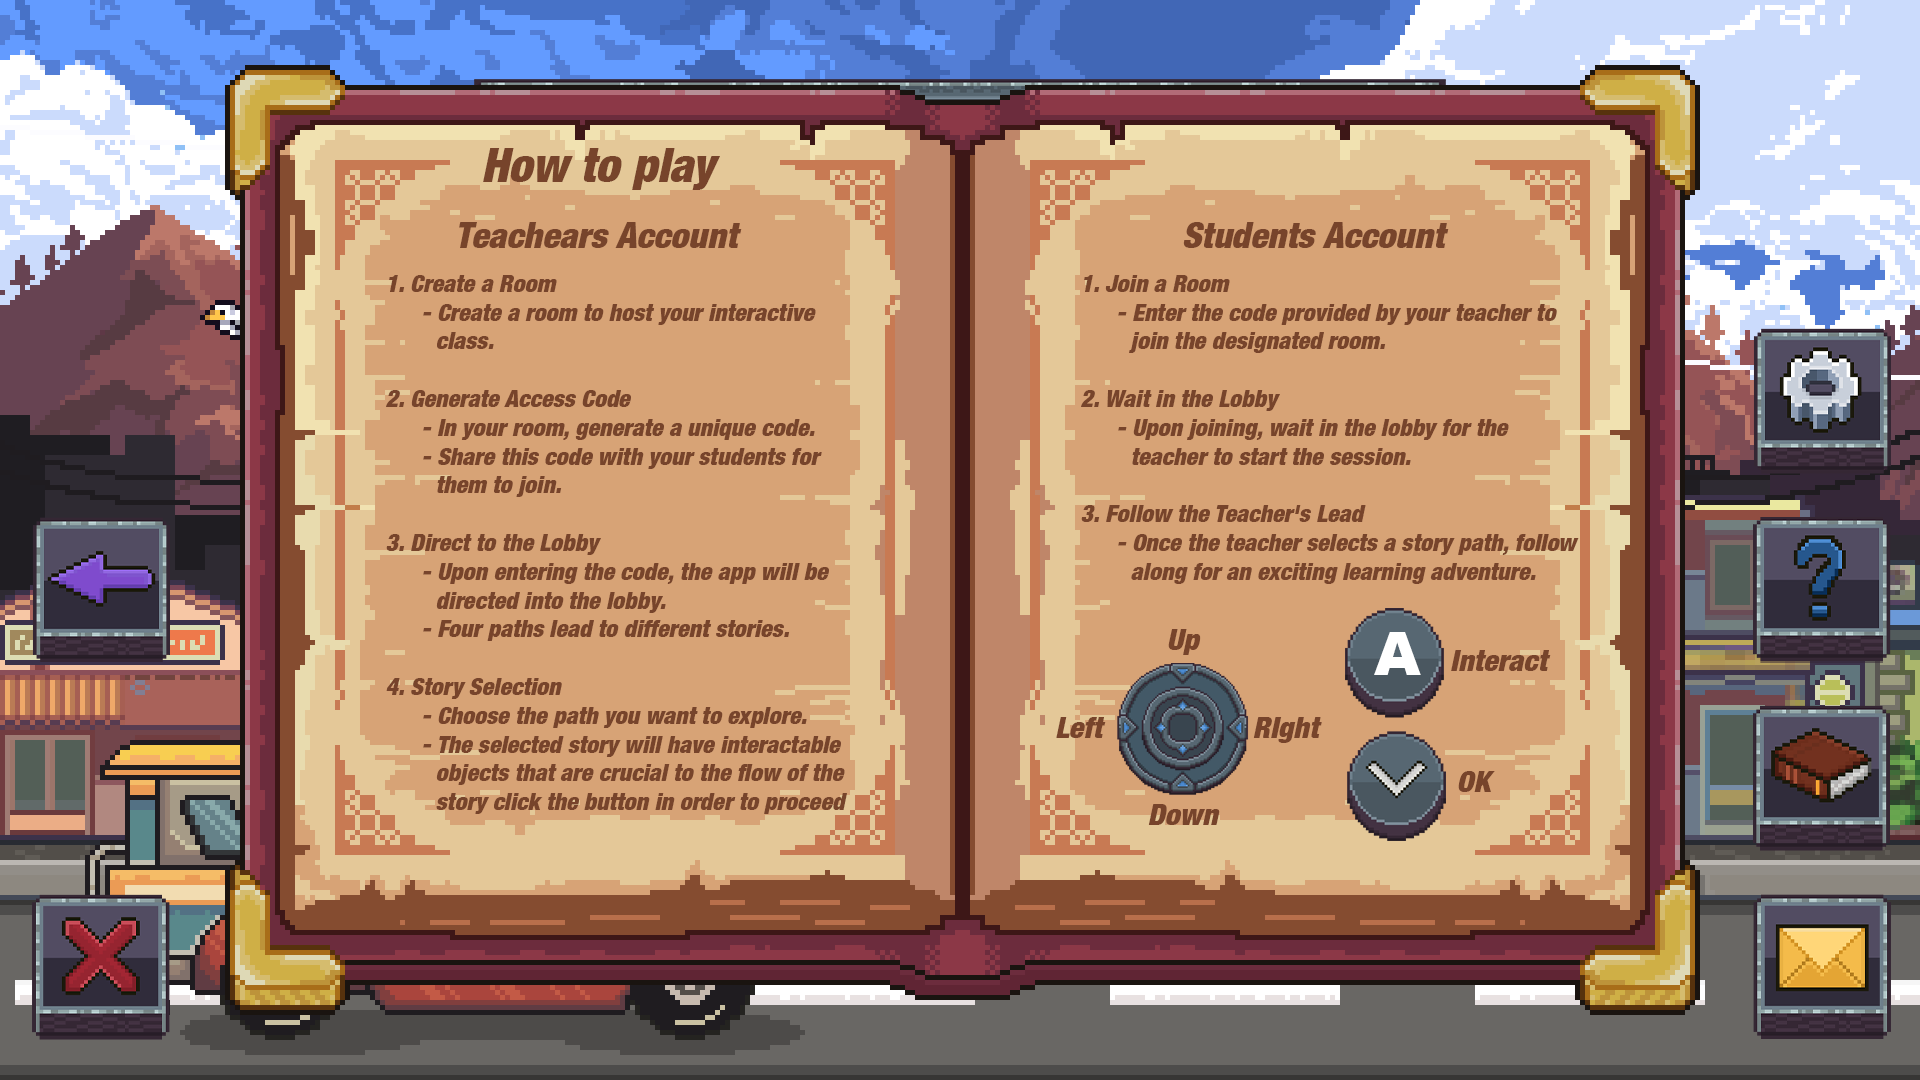 How to play
Teachears Account
1. Create a Room
- Create a room to host your interactive
class.
2. Generate Access Code
- In your room, generate a unique code.
- Share this code with your students for
them to join.
3. Direct to the Lobby
- Upon entering the code, the app will be
directed into the lobby.
- Four paths lead to different stories.
4. Story Selection
- Choose the path you want to explore.
- The selected story will have interactable
objects that are crucial to the flow of the
story click the button in order to proceed
Students Account
1. Join a Room
- Enter the code provided by your teacher to
join the designated room.
2. Wait in the Lobby
- Upon joining, wait in the lobby for the
teacher to start the session.
3. Follow the Teacher's Lead
- Once the teacher selects a story path, follow
along for an exciting learning adventure.
Up
Left
RIght
Down
A
Interact
OK